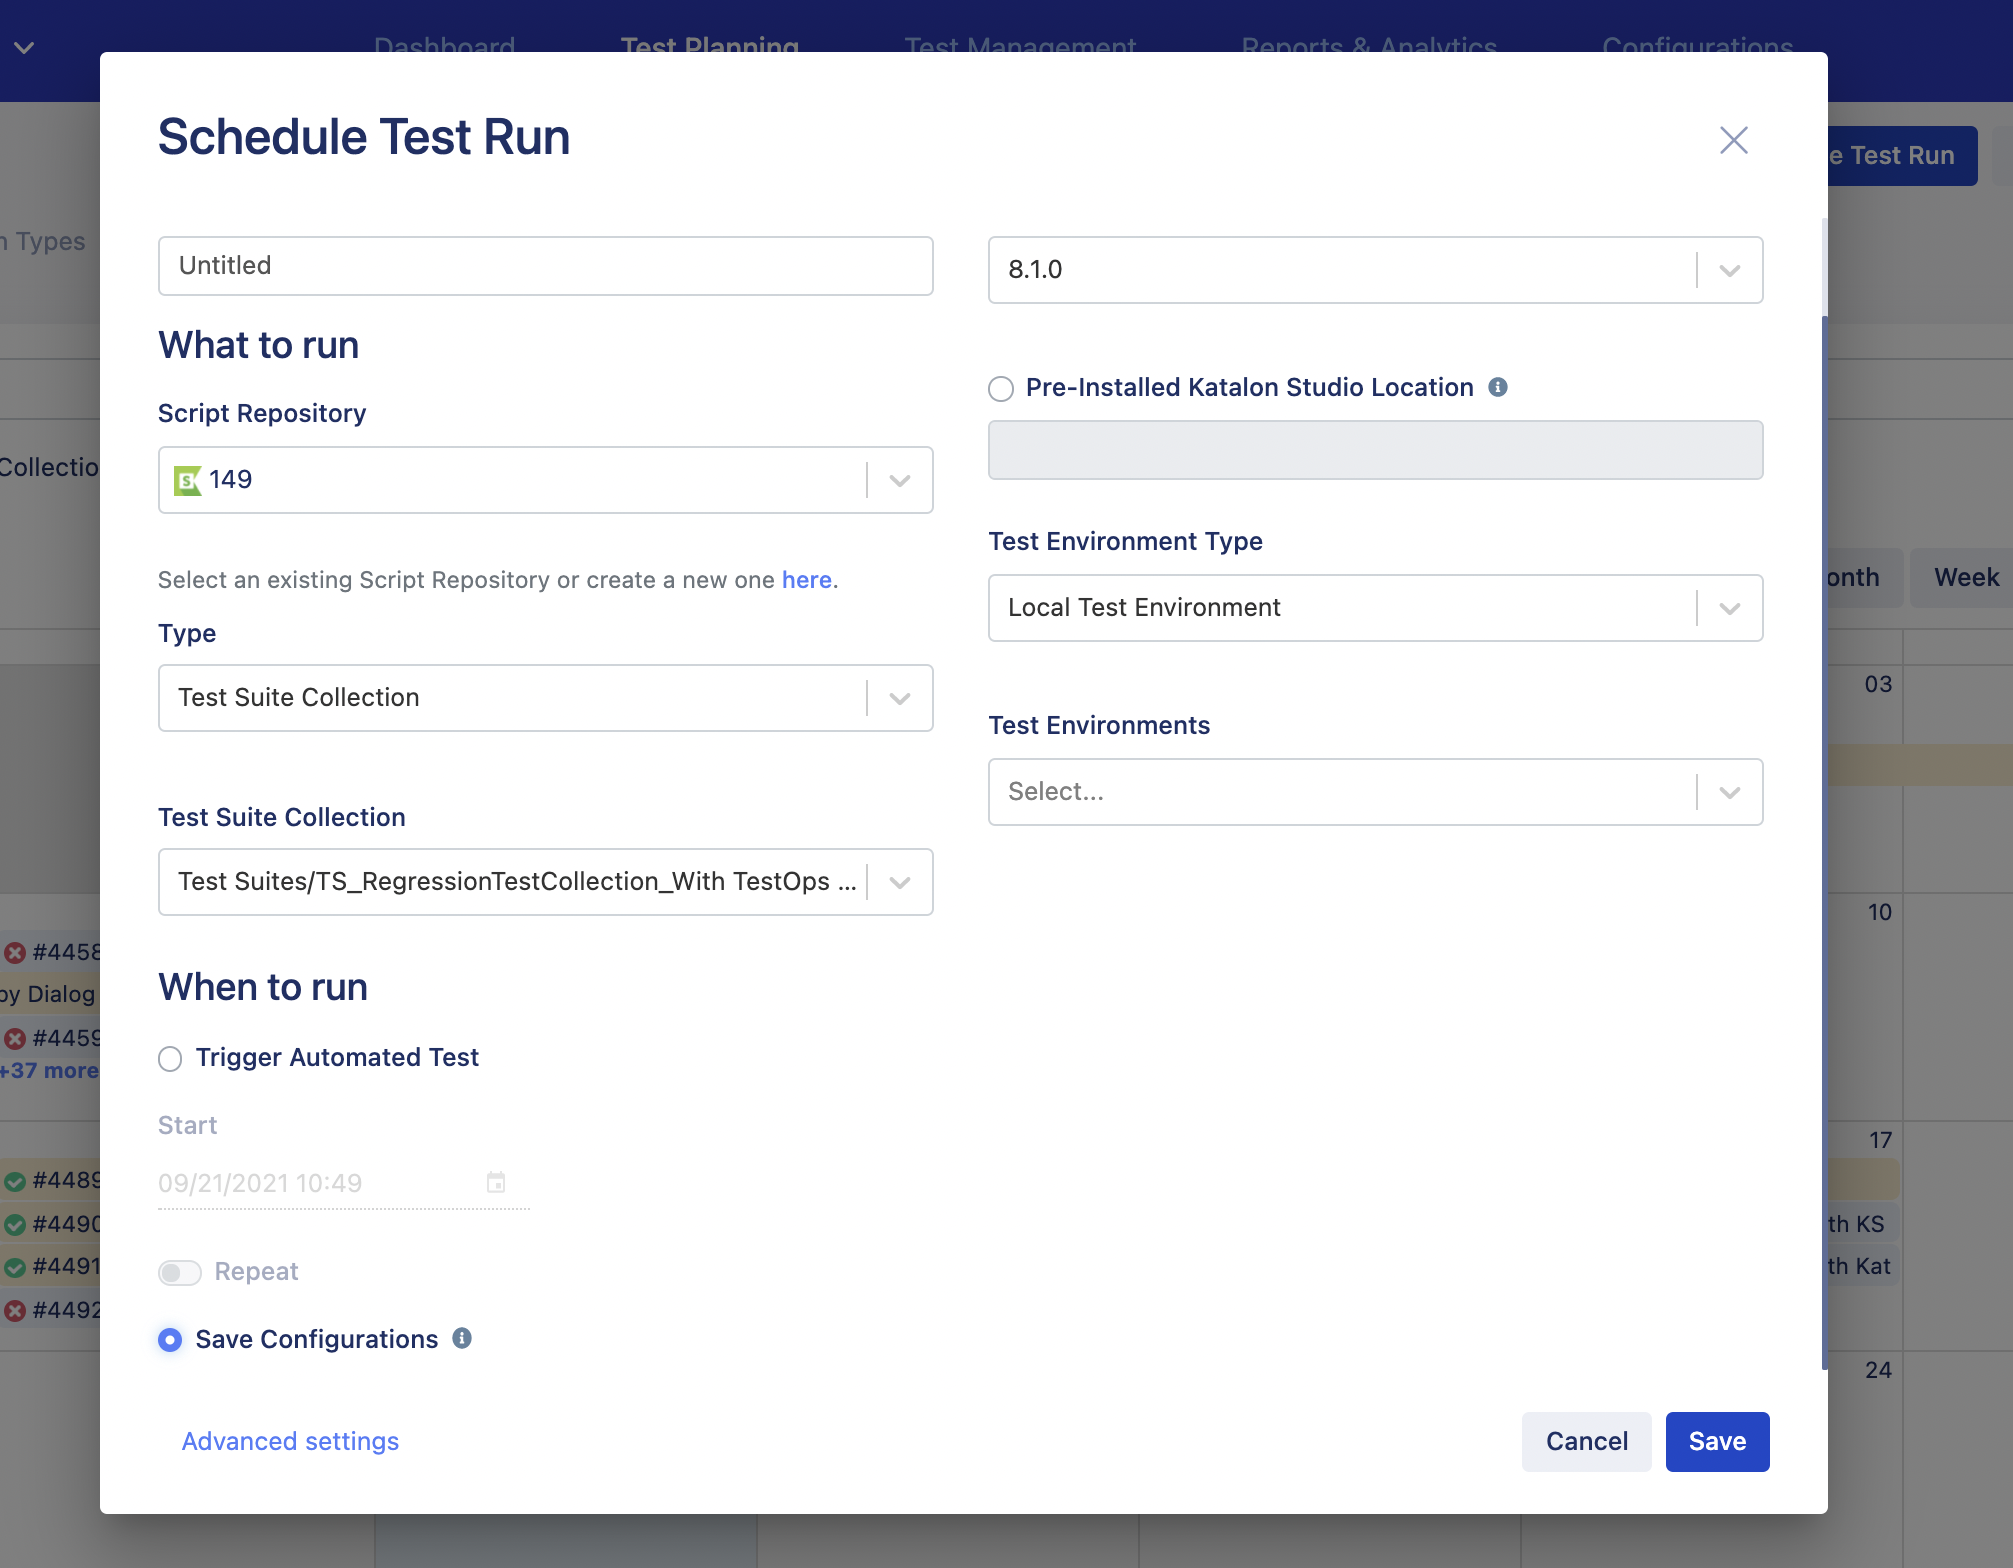 Dashboard
Test Planning
Test Management
Reports & Analytics
Configurations
Schedule Test Run
e Test Run
n Types
Untitled
8.1.0
What to run
Pre-Installed Katalon Studio Location
Script Repository
149
Collectio
Test Environment Type
Select an existing Script Repository or create a new one here.
Local Test Environment
onth
Week
Type
Test Suite Collection
03
Test Environments
Select...
Test Suite Collection
Test Suites/TS_RegressionTestCollection_With TestOps ...
10
#4458
by Dialog
#4459
+37 more
When to run
Trigger Automated Test
Start
09/21/2021 10:49
17
#4489
#4490
#4491
#4492
th KS
th Kat
Repeat
Save Configurations
24
Advanced settings
Cancel
Save